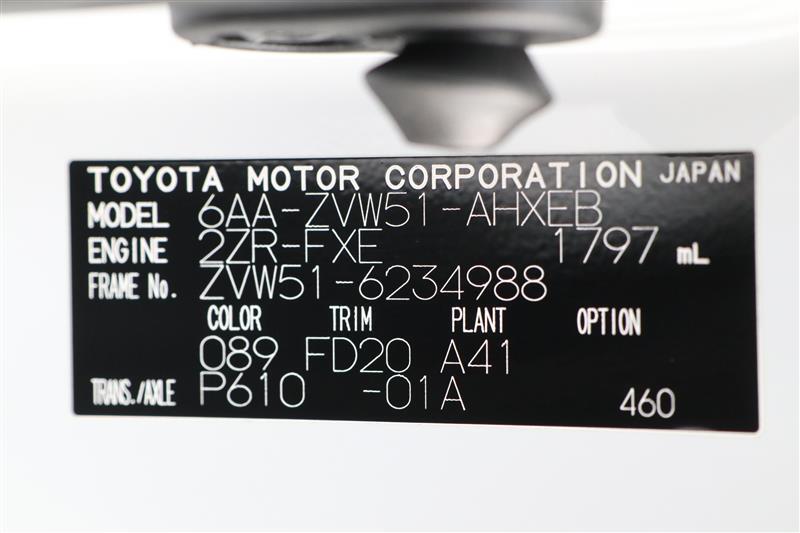 TOYOTA MOTOR CORPORATION JAPAN
MODEL 6AA-ZVW51-AHXEB
ENGINE 2ZR-FXE 1797 mL
FRAME No. ZVW51-6234988
COLOR TRIM PLANT OPTION
089 FD20 A41
TRANS./AXLE P610 -01A 460